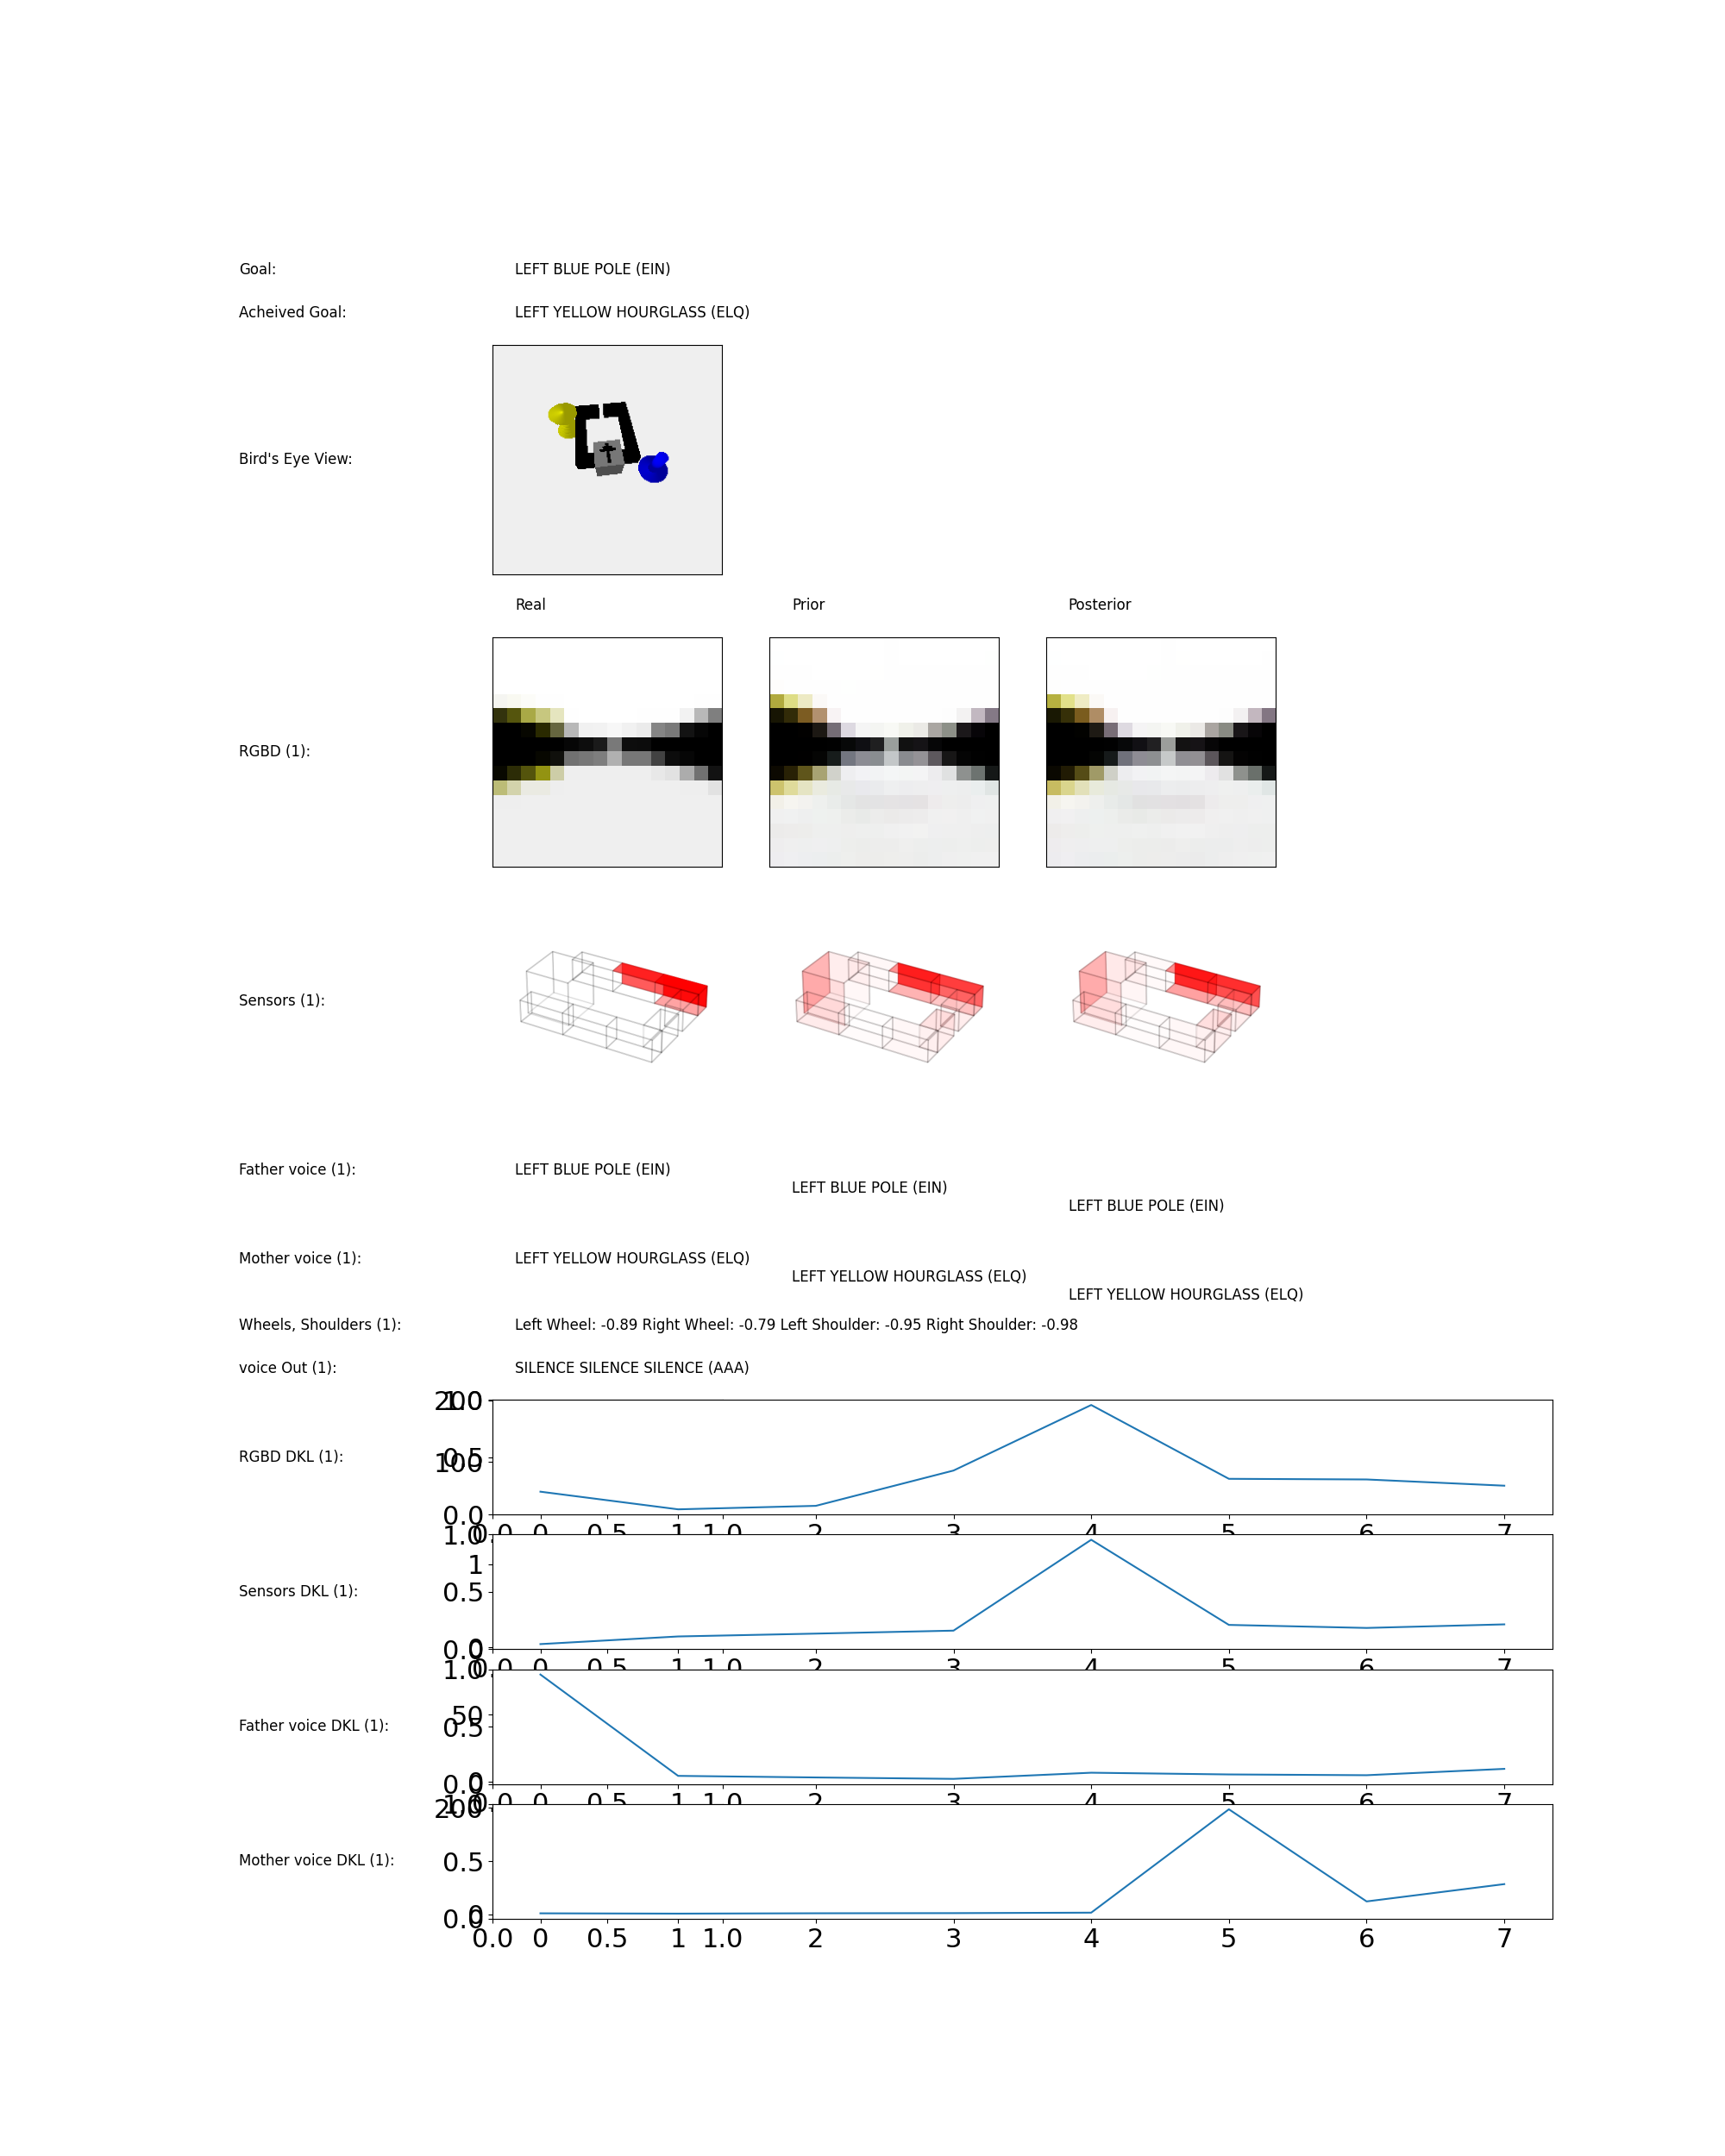 Goal: LEFT BLUE POLE (EIN)
Acheived Goal: LEFT YELLOW HOURGLASS (ELQ)
Bird's Eye View:
Real Prior Posterior
RGBD (1):
Sensors (1):
Father voice (1): LEFT BLUE POLE (EIN)
LEFT BLUE POLE (EIN)
LEFT BLUE POLE (EIN)
Mother voice (1): LEFT YELLOW HOURGLASS (ELQ)
LEFT YELLOW HOURGLASS (ELQ)
LEFT YELLOW HOURGLASS (ELQ)
Wheels, Shoulders (1): Left Wheel: -0.89 Right Wheel: -0.79 Left Shoulder: -0.95 Right Shoulder: -0.98
voice Out (1): SILENCE SILENCE SILENCE (AAA)
200 1.0
RGBD DKL (1): 0.5 100
0.0
0.0 0 0.5 1 1.0 2 3 4 5 6 7
1.0
1
Sensors DKL (1): 0.5
0.0 0
0.0 0 0.5 1 1.0 2 3 4 5 6 7
1.0
50
Father voice DKL (1): 0.5
0.0 0
0.0 0 0.5 1 1.0 2 3 4 5 6 7
1.0 200
Mother voice DKL (1): 0.5
0.0 0
0.0 0 0.5 1 1.0 2 3 4 5 6 7